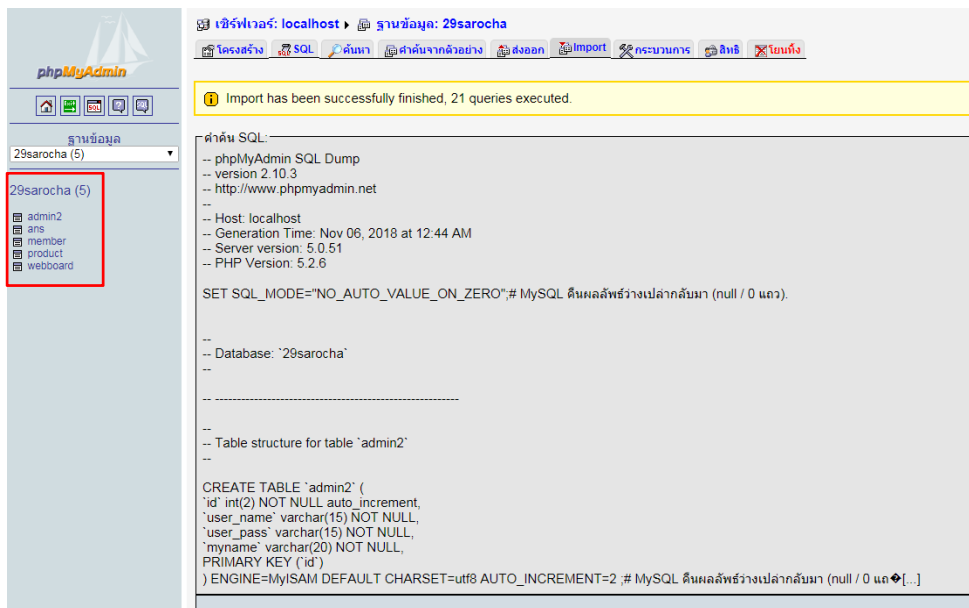 phpMyAdmin
SQL
ฐานข้อมูล
29sarocha (5)
29sarocha (5)
admin2
ans
member
product
webboard
เซิร์ฟเวอร์: localhost ▸ ฐานข้อมูล: 29sarocha
โครงสร้าง SQL ค้นหา คำค้นจากตัวอย่าง ส่งออก Import กระบวนการ สิทธิ โยนทิ้ง
Import has been successfully finished, 21 queries executed.
คำค้น SQL:
-- phpMyAdmin SQL Dump
-- version 2.10.3
-- http://www.phpmyadmin.net
--
-- Host: localhost
-- Generation Time: Nov 06, 2018 at 12:44 AM
-- Server version: 5.0.51
-- PHP Version: 5.2.6
SET SQL_MODE="NO_AUTO_VALUE_ON_ZERO";# MySQL คืนผลลัพธ์ว่างเปล่ากลับมา (null / 0 แถว).
--
-- Database: `29sarocha`
--
-- --------------------------------------------------------
--
-- Table structure for table `admin2`
--
CREATE TABLE `admin2` (
`id` int(2) NOT NULL auto_increment,
`user_name` varchar(15) NOT NULL,
`user_pass` varchar(15) NOT NULL,
`myname` varchar(20) NOT NULL,
PRIMARY KEY (`id`)
) ENGINE=MyISAM DEFAULT CHARSET=utf8 AUTO_INCREMENT=2 ;# MySQL คืนผลลัพธ์ว่างเปล่ากลับมา (null / 0 แถ�[...]